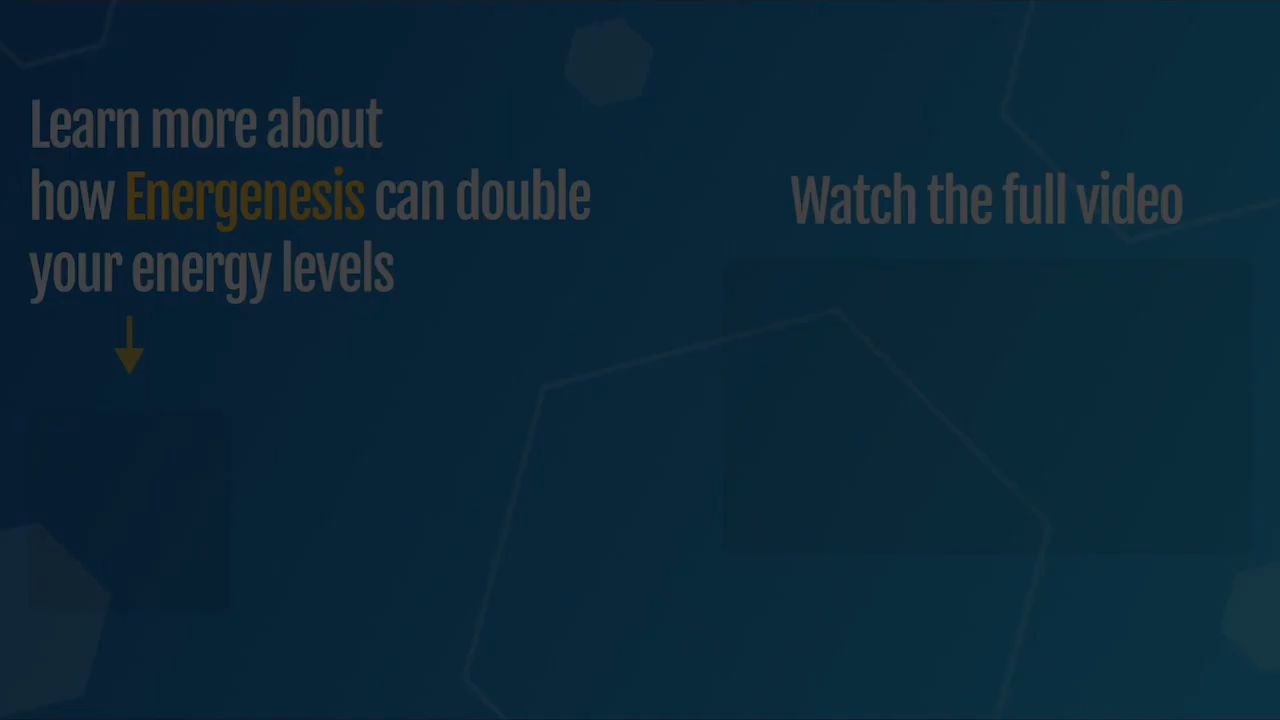 Learn more about
how Energenesis can double
your energy levels
Watch the full video